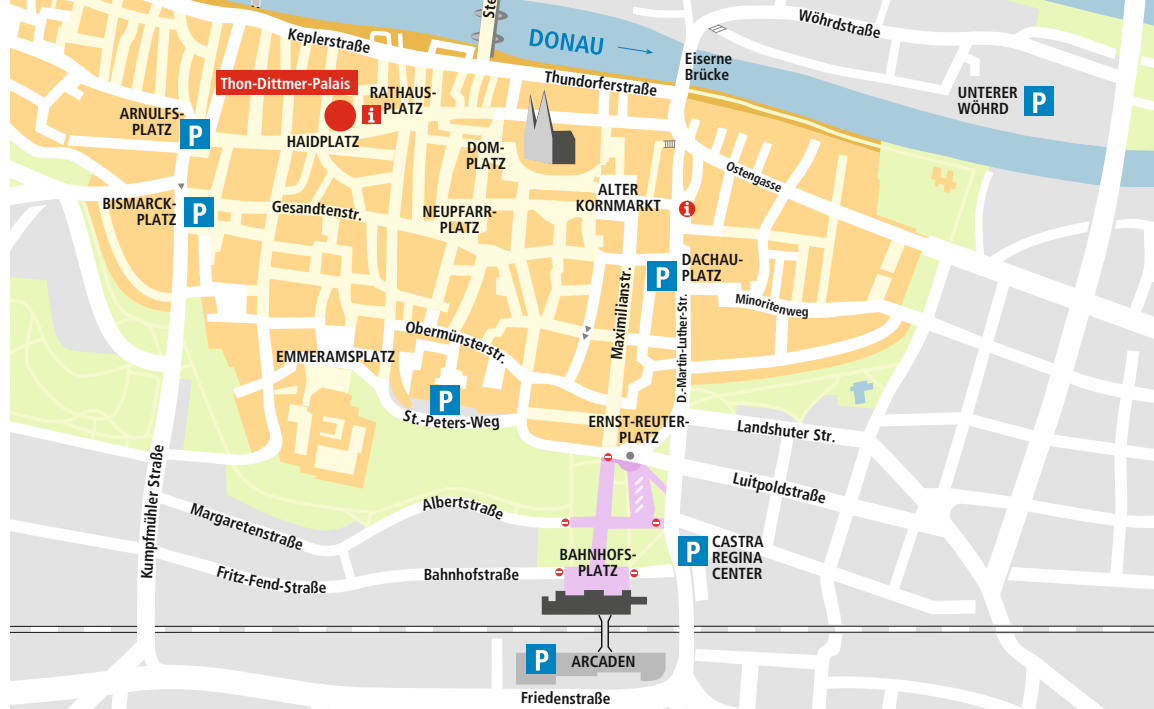 Ste
Wöhrdstraße
Keplerstraße
DONAU
Eiserne
Brücke
Thundorferstraße
Thon-Dittmer-Palais
RATHAUS-
PLATZ
i
UNTERER
WÖHRD
P
ARNULFS-
PLATZ
P
HAIDPLATZ
DOM-
PLATZ
Ostengasse
BISMARCK-
PLATZ
P
Gesandtenstr.
NEUPFARR-
PLATZ
ALTER
KORNMARKT
i
DACHAU-
PLATZ
P
Maximilianstr.
D.-Martin-Luther-Str.
Minoritenweg
Obermünsterstr.
EMMERAMSPLATZ
P
St.-Peters-Weg
ERNST-REUTER-
PLATZ
Landshuter Str.
Luitpoldstraße
Kumpfmühler Straße
Albertstraße
Margaretenstraße
BAHNHOFS-
PLATZ
P
CASTRA
REGINA
CENTER
Fritz-Fend-Straße
Bahnhofstraße
P
ARCADEN
Friedenstraße